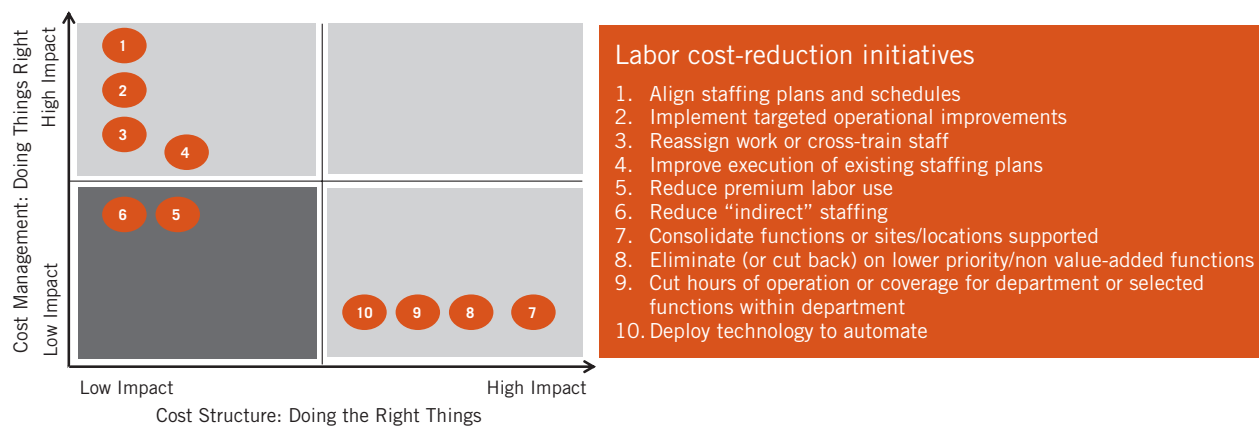 Cost Management: Doing Things Right
High Impact
Low Impact
1
2
3
4
6
5
10
9
8
7
Low Impact
High Impact
Cost Structure: Doing the Right Things
Labor cost-reduction initiatives
1. Align staffing plans and schedules
2. Implement targeted operational improvements
3. Reassign work or cross-train staff
4. Improve execution of existing staffing plans
5. Reduce premium labor use
6. Reduce “indirect” staffing
7. Consolidate functions or sites/locations supported
8. Eliminate (or cut back) on lower priority/non value-added functions
9. Cut hours of operation or coverage for department or selected
functions within department
10. Deploy technology to automate